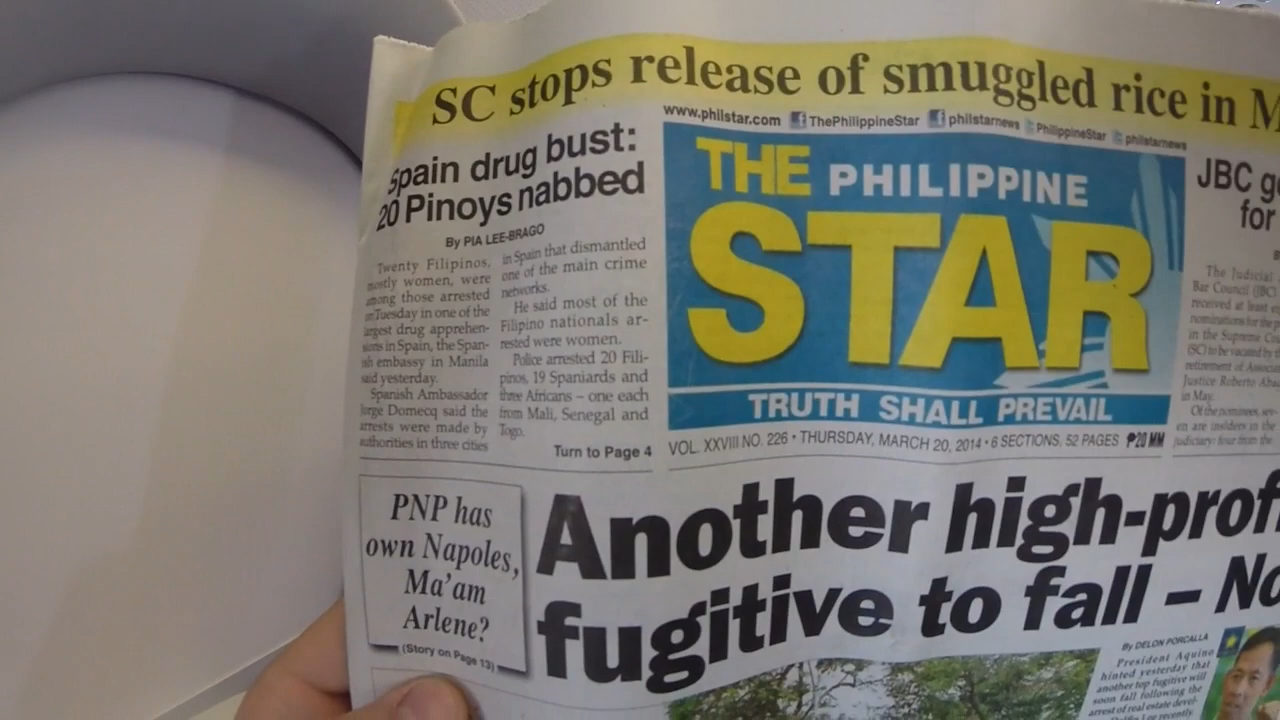 SC stops release of smuggled rice in M
Spain drug bust:
20 Pinoys nabbed
By PIA LEE-BRAGO
Twenty Filipinos,
mostly women, were
among those arrested
on Tuesday in one of the
largest drug apprehen-
sions in Spain, the Span-
ish embassy in Manila
said yesterday.
Spanish Ambassador
Jorge Domecq said the
arrests were made by
authorities in three cities
in Spain that dismantled
one of the main crime
networks.
He said most of the
Filipino nationals ar-
rested were women.
Police arrested 20 Fili-
pinos, 19 Spaniards and
three Africans – one each
from Mali, Senegal and
Togo.
Turn to Page 4
www.philstar.com ThePhilippineStar philstarnews PhilippineStar philstarnews
THE PHILIPPINE
STAR
TRUTH SHALL PREVAIL
VOL. XXVIII NO. 226 • THURSDAY, MARCH 20, 2014 • 6 SECTIONS, 52 PAGES ₱20 MM
JBC g
for
The Judicial
Bar Council (JBC)
received at least
nominations for the
in the Supreme
(SC) to be vacated by
retirement of
Justice Roberto
in May.
Of the nominees,
en are insiders in the
judiciary: four from the
PNP has
own Napoles,
Ma'am
Arlene?
(Story on Page 13)
Another high-prof
fugitive to fall – No
By DELON PORCALLA
President Aquino
hinted yesterday that
another top fugitive will
soon fall following the
arrest of real estate devel-